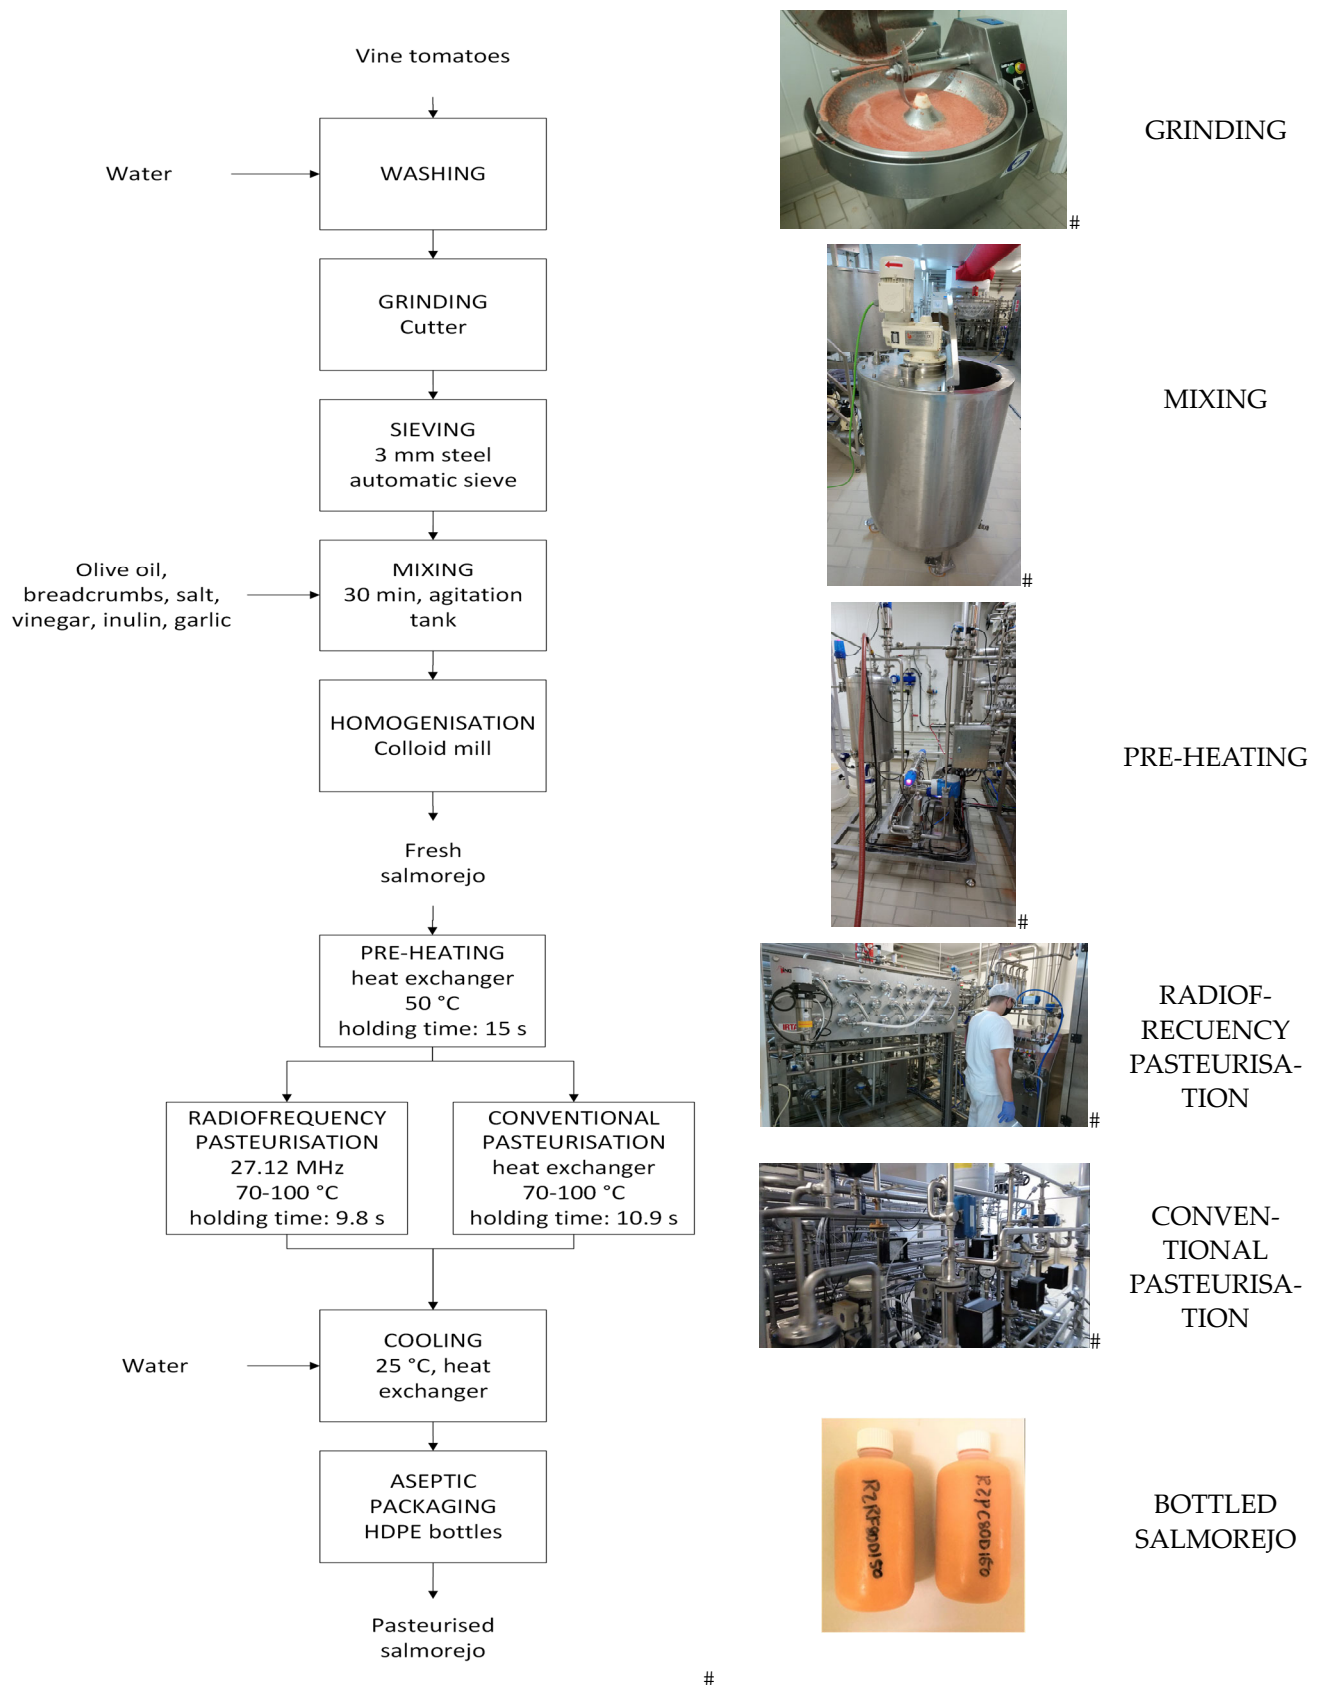 Vine tomatoes
Water
WASHING
GRINDING
Cutter
SIEVING
3 mm steel
automatic sieve
Olive oil,
breadcrumbs, salt,
vinegar, inulin, garlic
MIXING
30 min, agitation
tank
HOMOGENISATION
Colloid mill
Fresh
salmorejo
PRE-HEATING
heat exchanger
50 °C
holding time: 15 s
RADIOFREQUENCY
PASTEURISATION
27.12 MHz
70-100 °C
holding time: 9.8 s
CONVENTIONAL
PASTEURISATION
heat exchanger
70-100 °C
holding time: 10.9 s
Water
COOLING
25 °C, heat
exchanger
ASEPTIC
PACKAGING
HDPE bottles
Pasteurised
salmorejo
#
GRINDING
#
MIXING
#
PRE-HEATING
#
IRTA
RADIOF-
RECUENCY
PASTEURISA-
TION
#
CONVEN-
TIONAL
PASTEURISA-
TION
#
R2RF80D150
R2PC80D150
BOTTLED
SALMOREJO